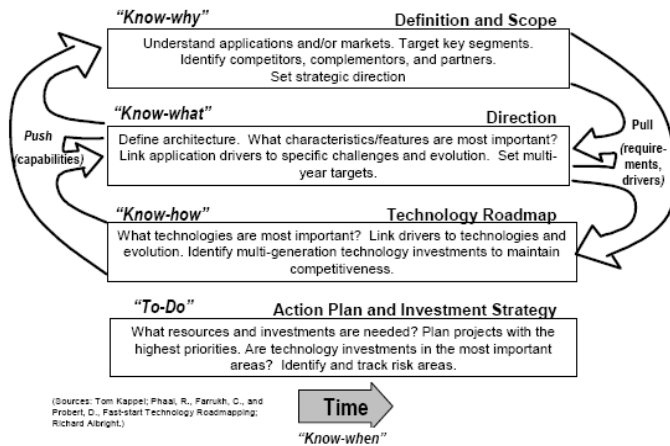 “Know-why” Definition and Scope
Understand applications and/or markets. Target key segments.
Identify competitors, complementors, and partners.
Set strategic direction
“Know-what” Direction
Define architecture. What characteristics/features are most important?
Link application drivers to specific challenges and evolution. Set multi-
year targets.
Push
(capabilities)
Pull
(require-
ments,
drivers)
“Know-how” Technology Roadmap
What technologies are most important? Link drivers to technologies and
evolution. Identify multi-generation technology investments to maintain
competitiveness.
“To-Do” Action Plan and Investment Strategy
What resources and investments are needed? Plan projects with the
highest priorities. Are technology investments in the most important
areas? Identify and track risk areas.
(Sources: Tom Kappel; Phaal, R., Farrukh, C., and
Probert, D., Fast-start Technology Roadmapping;
Richard Albright.)
Time
“Know-when”